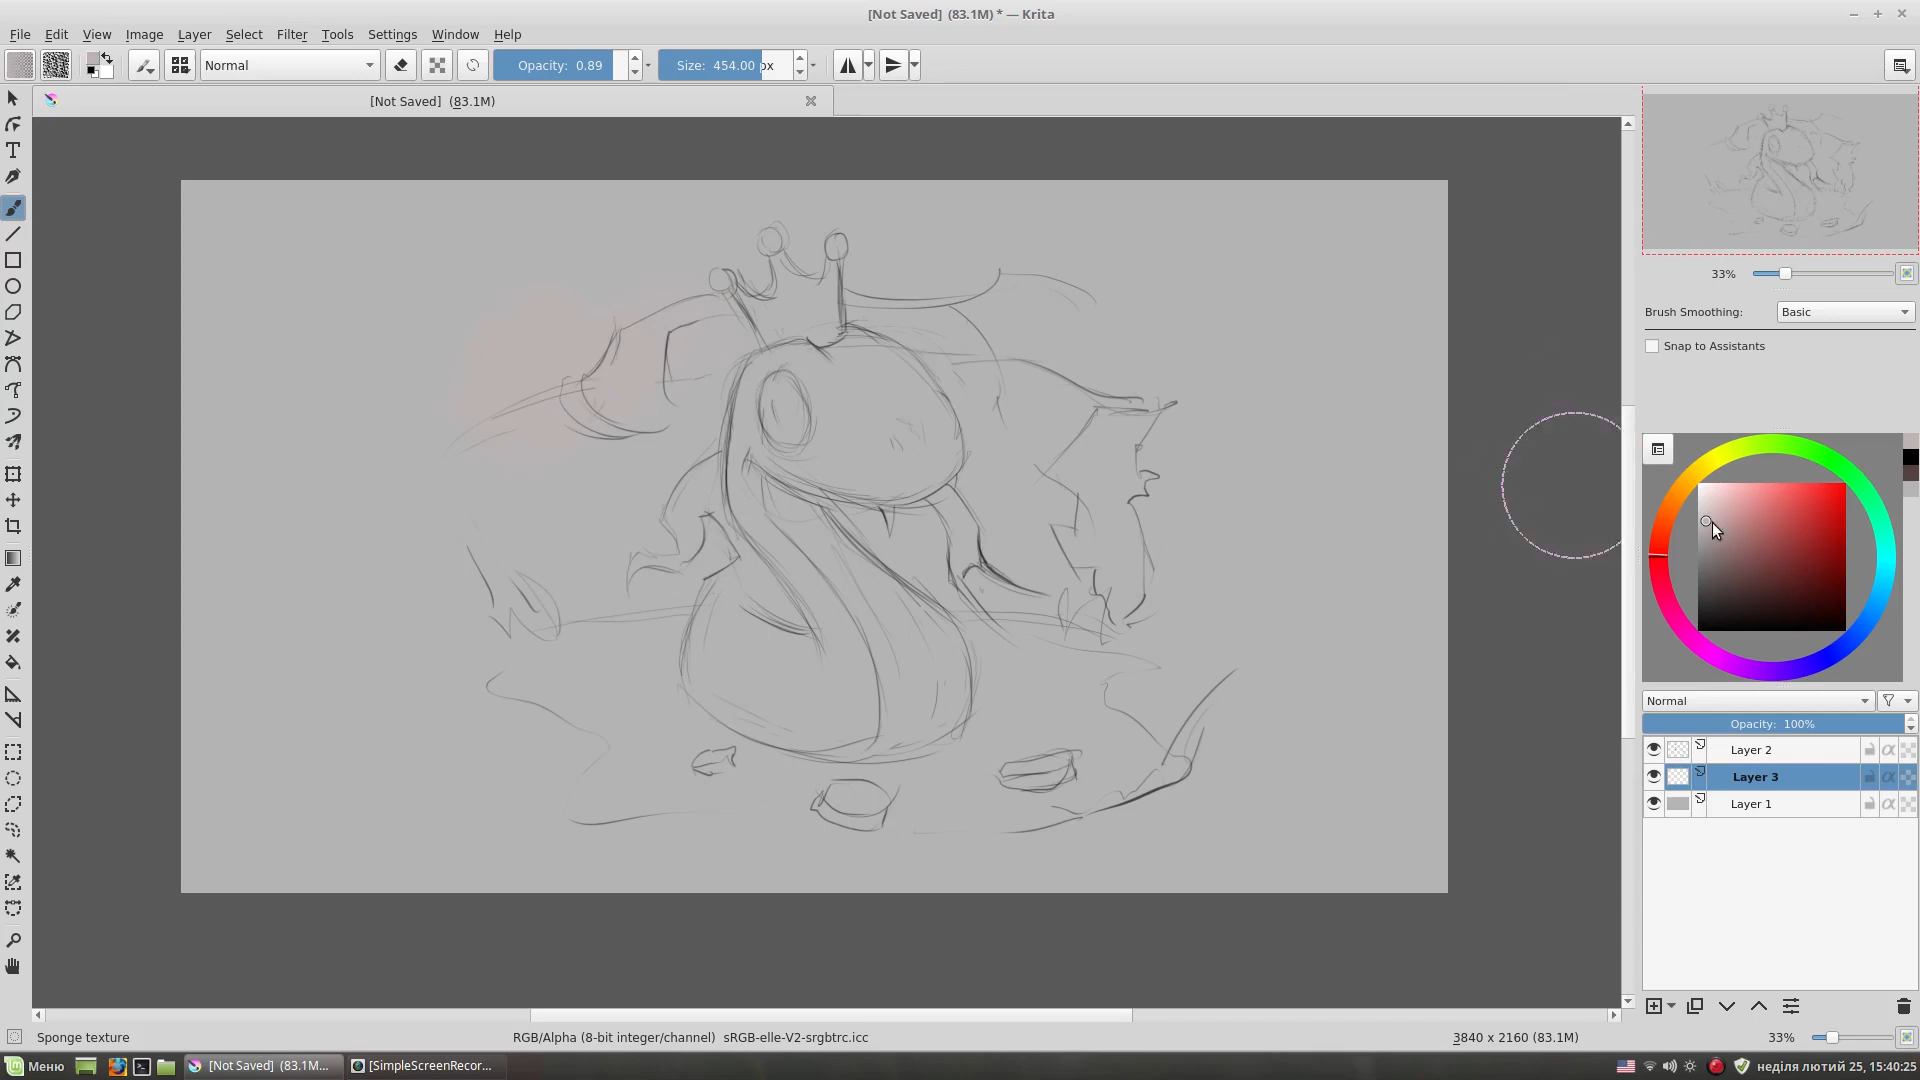 [Not Saved]  (83.1M) * — Krita
File Edit View Image Layer Select Filter Tools Settings Window Help
Normal Opacity: 0.89 Size: 454.00 px
[Not Saved]  (83.1M)
33%
Brush Smoothing: Basic
Snap to Assistants
Normal
Opacity: 100%
Layer 2
Layer 3
Layer 1
Sponge texture RGB/Alpha (8-bit integer/channel)  sRGB-elle-V2-srgbtrc.icc 3840 x 2160 (83.1M) 33%
Меню [Not Saved]  (83.1M... [SimpleScreenRecor... неділя лютий 25, 15:40:25